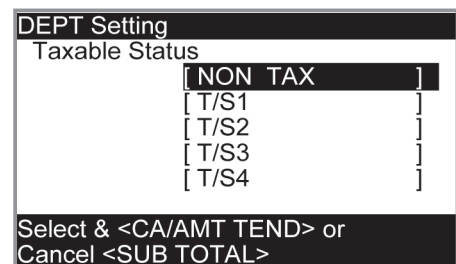 DEPT Setting
Taxable Status
[ NON TAX ]
[ T/S1 ]
[ T/S2 ]
[ T/S3 ]
[ T/S4 ]
Select & <CA/AMT TEND> or
Cancel <SUB TOTAL>